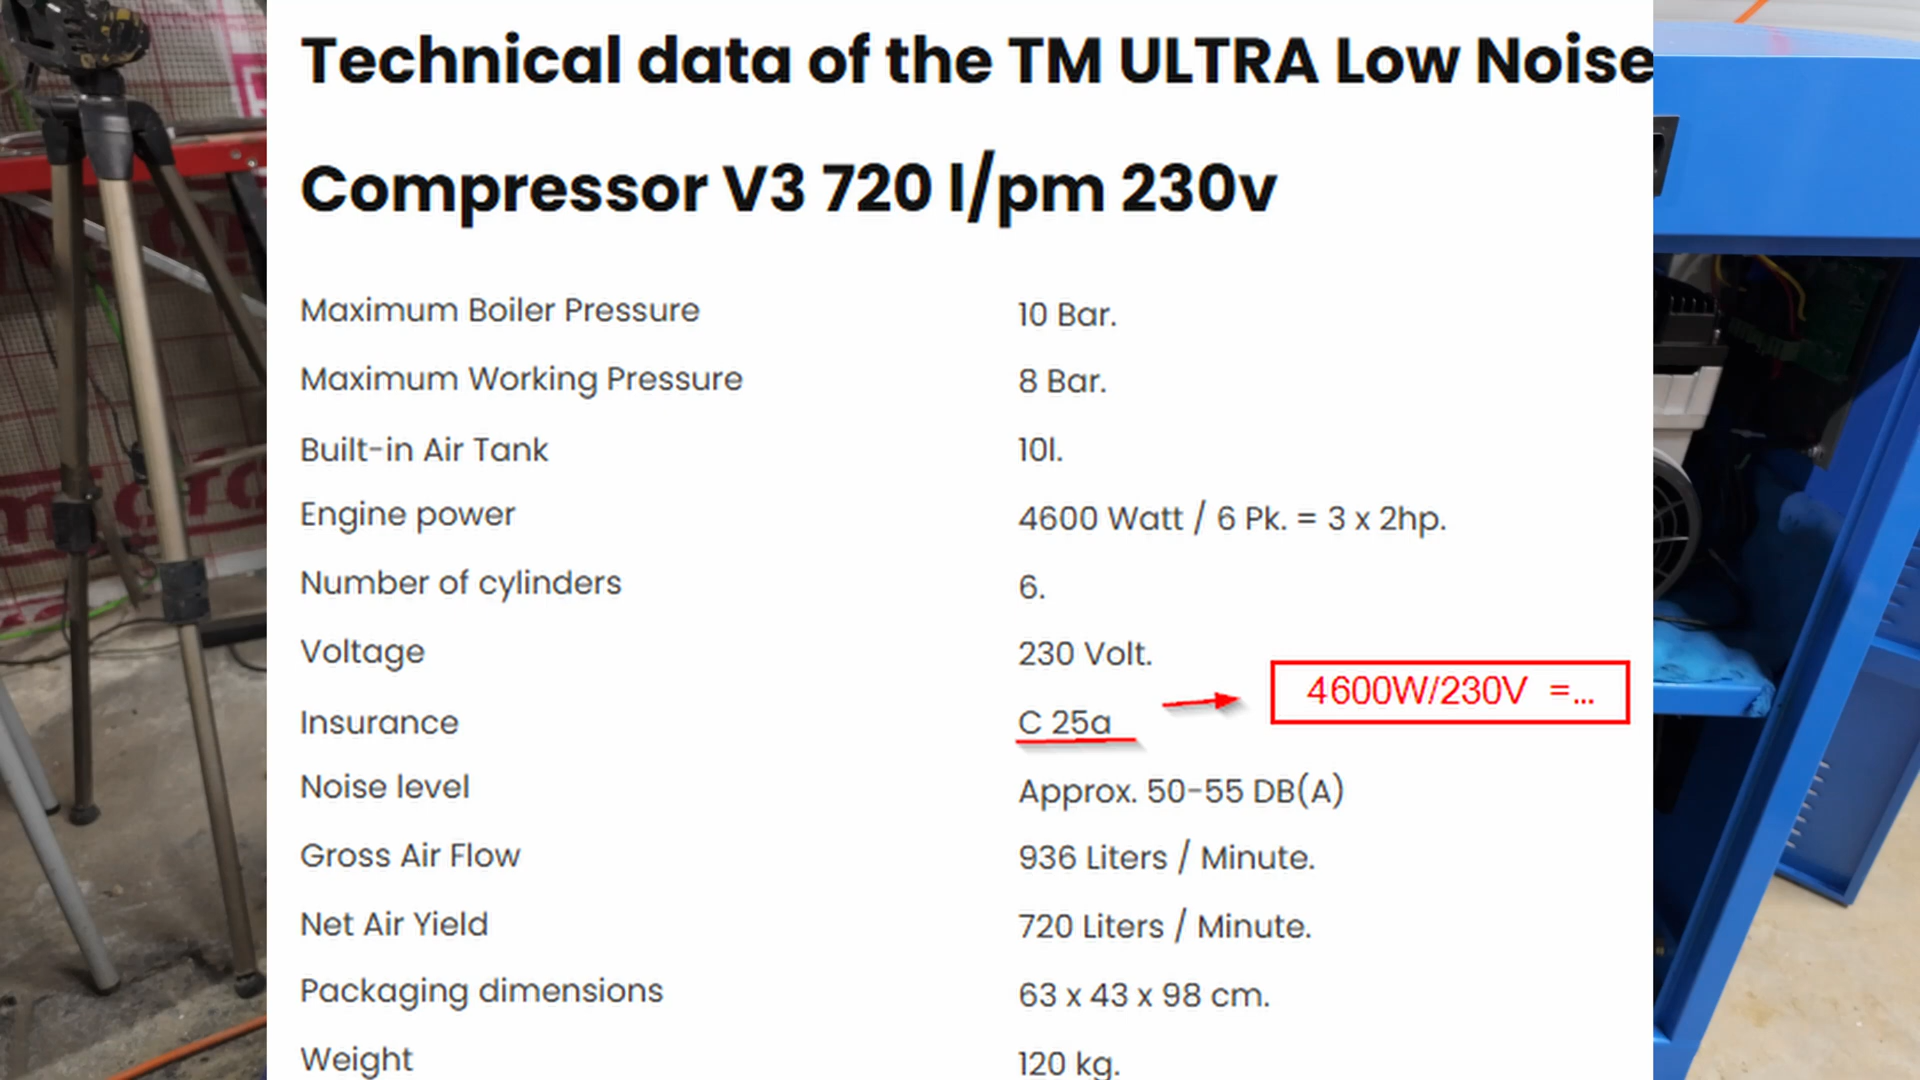 Technical data of the TM ULTRA Low Noise
Compressor V3 720 l/pm 230v
Maximum Boiler Pressure 10 Bar.
Maximum Working Pressure 8 Bar.
Built-in Air Tank 10l.
Engine power 4600 Watt / 6 Pk. = 3 x 2hp.
Number of cylinders 6.
Voltage 230 Volt.
Insurance C 25a
4600W/230V =...
Noise level Approx. 50-55 DB(A)
Gross Air Flow 936 Liters / Minute.
Net Air Yield 720 Liters / Minute.
Packaging dimensions 63 x 43 x 98 cm.
Weight 120 kg.